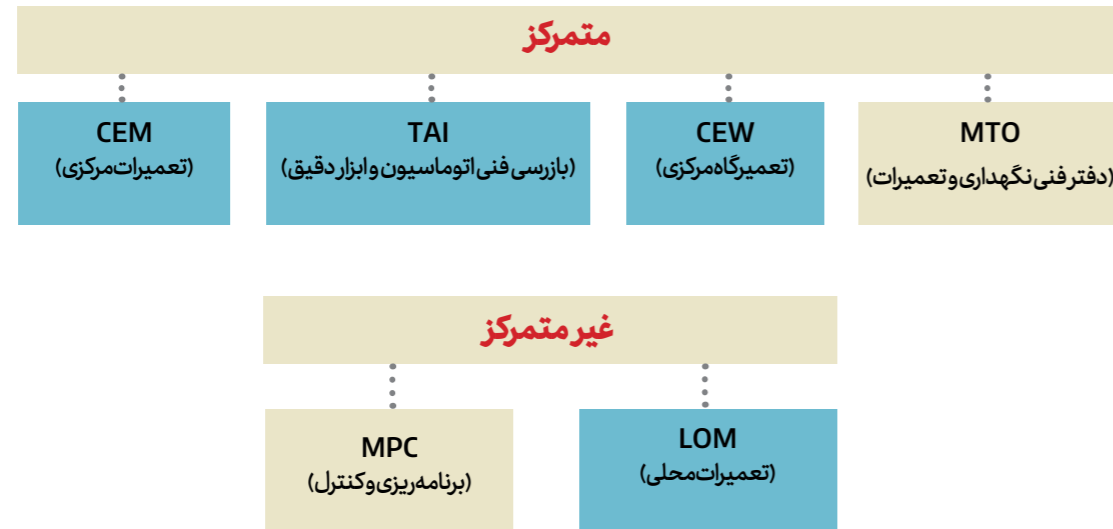 متمرکز
MTO
(دفتر فنی نگهداری و تعمیرات)
CEW
(تعمیرگاه مرکزی)
TAI
(بازرسی فنی اتوماسیون و ابزار دقیق)
CEM
(تعمیرات مرکزی)
غیر متمرکز
LOM
(تعمیرات محلی)
MPC
(برنامه ریزی و کنترل)